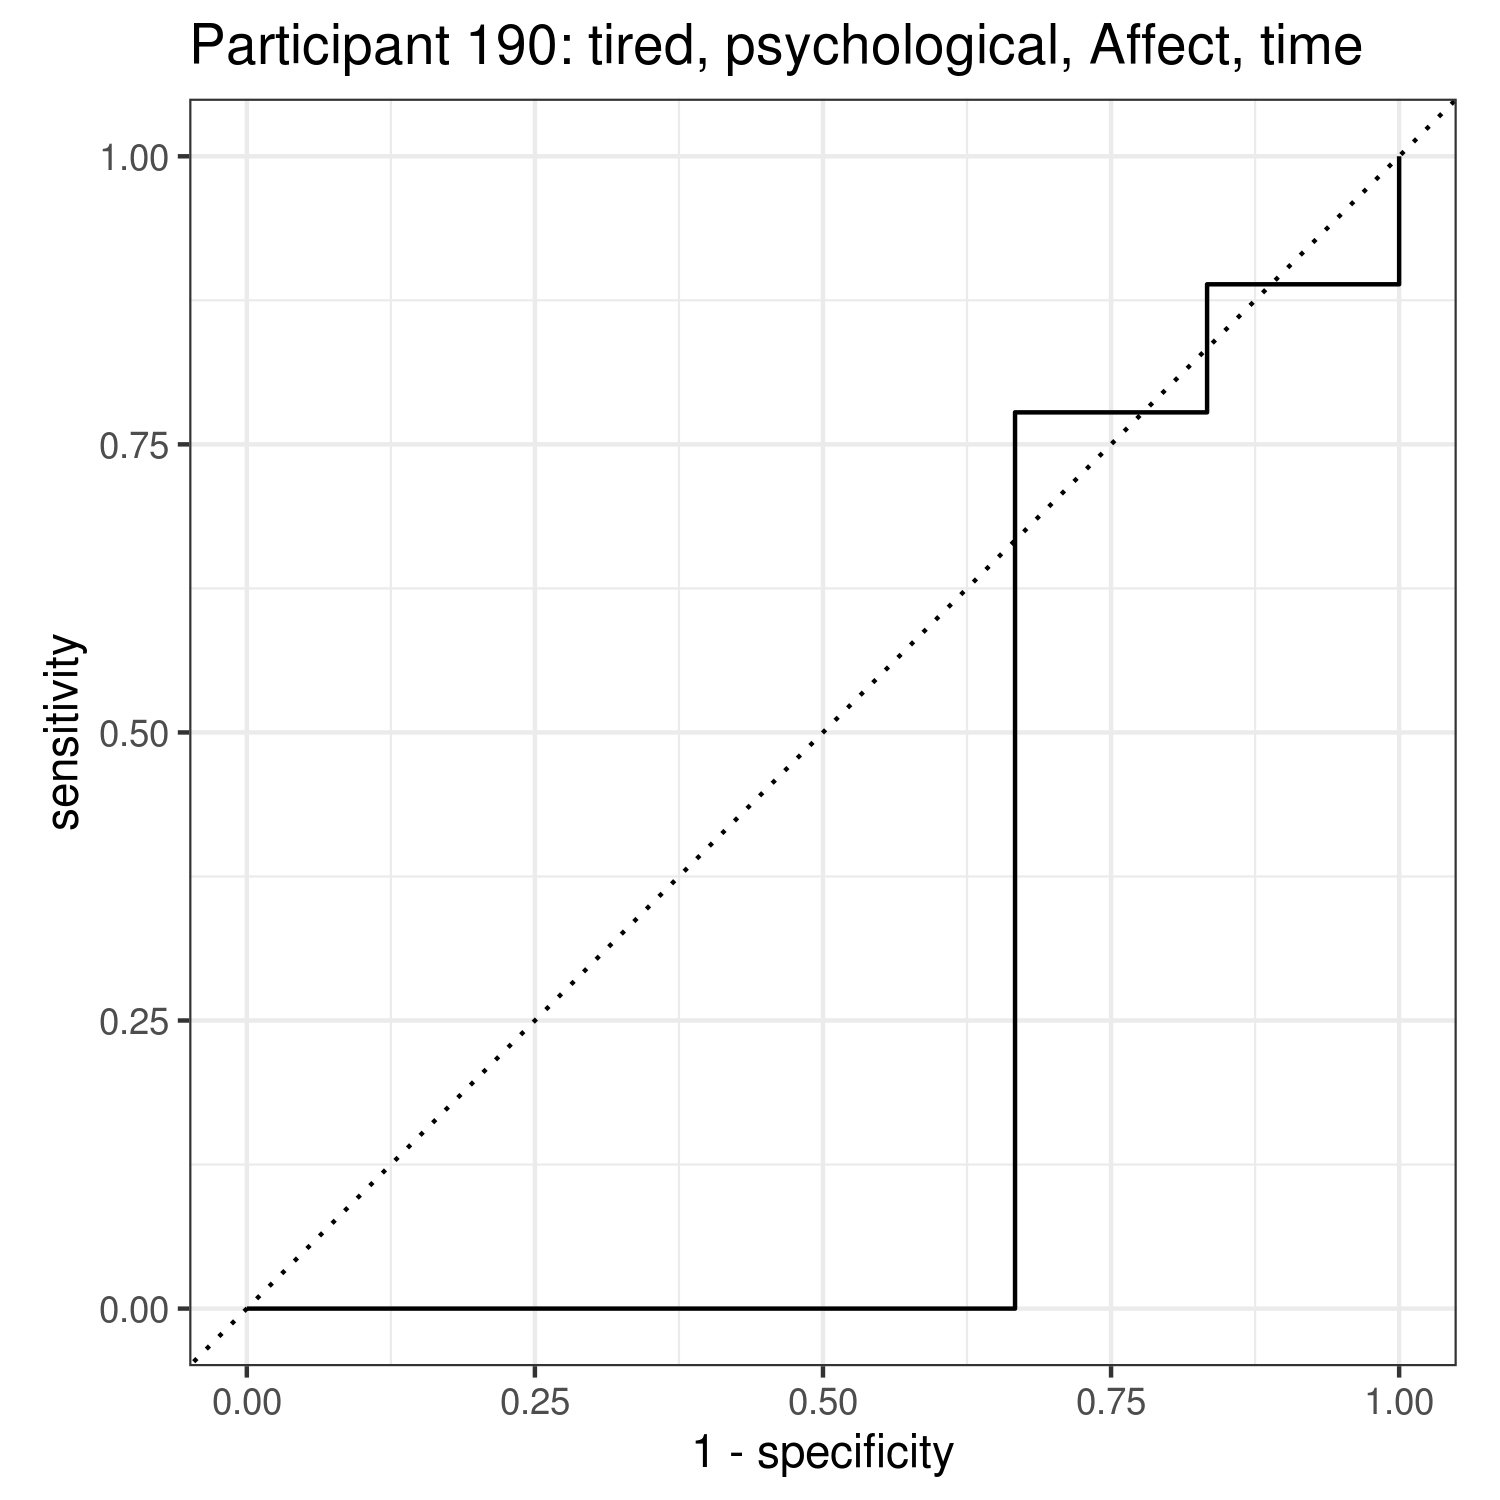 Participant 190: tired, psychological, Affect, time
1.00
0.75
0.50
0.25
0.00
sensitivity
0.00 0.25 0.50 0.75 1.00
1 - specificity